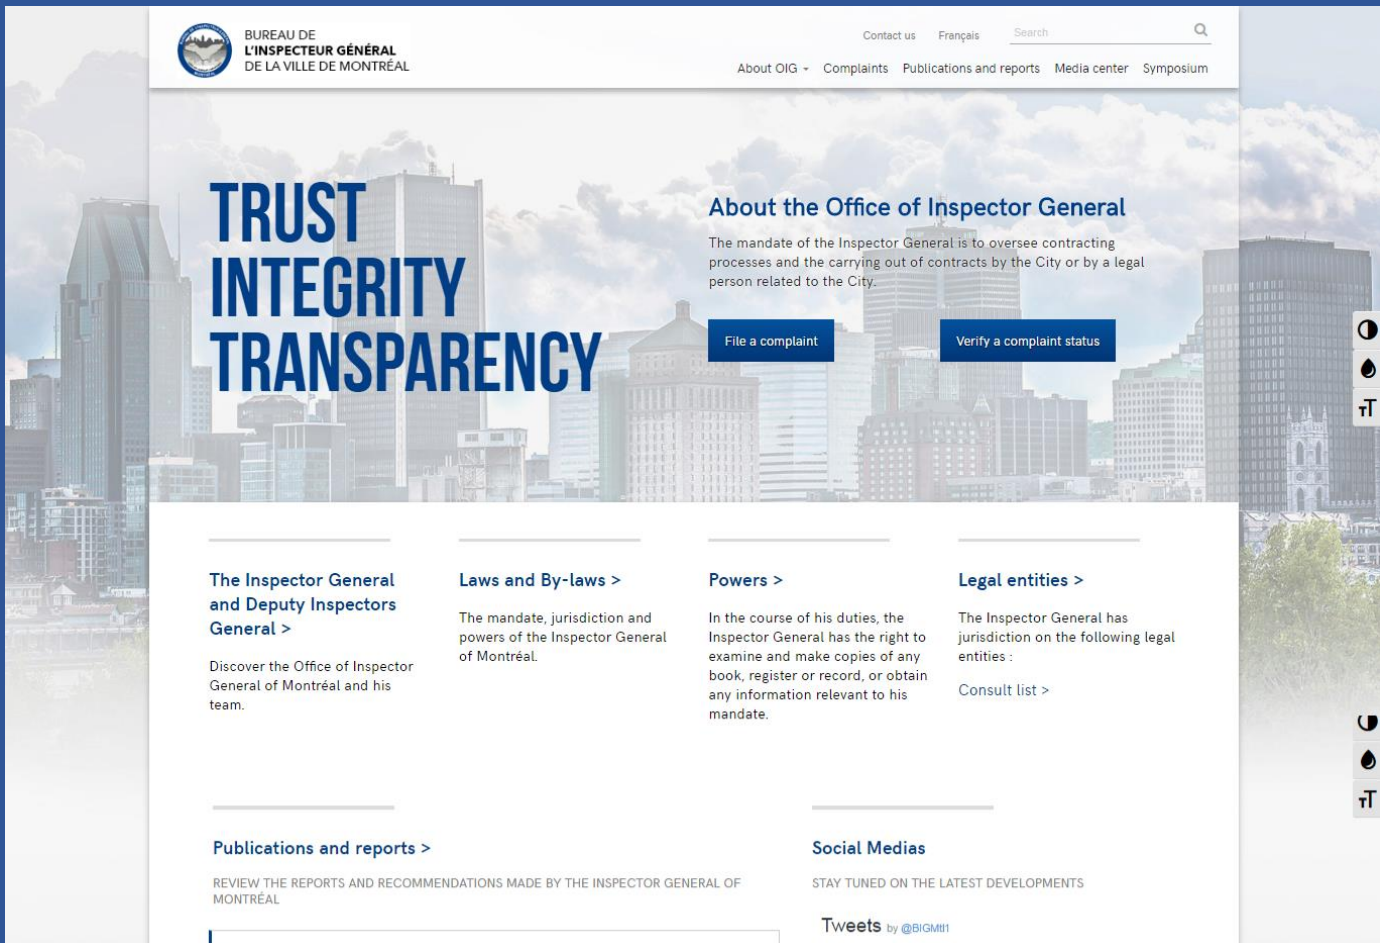 BUREAU DE
L'INSPECTEUR GÉNÉRAL
DE LA VILLE DE MONTRÉAL
Contact us Français Search
About OIG Complaints Publications and reports Media center Symposium
TRUST
INTEGRITY
TRANSPARENCY
About the Office of Inspector General
The mandate of the Inspector General is to oversee contracting
processes and the carrying out of contracts by the City or by a legal
person related to the City.
File a complaint
Verify a complaint status
The Inspector General
and Deputy Inspectors
General >
Discover the Office of Inspector
General of Montréal and his
team.
Laws and By-laws >
The mandate, jurisdiction and
powers of the Inspector General
of Montréal.
Powers >
In the course of his duties, the
Inspector General has the right to
examine and make copies of any
book, register or record, or obtain
any information relevant to his
mandate.
Legal entities >
The Inspector General has
jurisdiction on the following legal
entities :
Consult list >
Publications and reports >
REVIEW THE REPORTS AND RECOMMENDATIONS MADE BY THE INSPECTOR GENERAL OF
MONTRÉAL
Social Medias
STAY TUNED ON THE LATEST DEVELOPMENTS
Tweets by @BIGMtl1
TT
TT